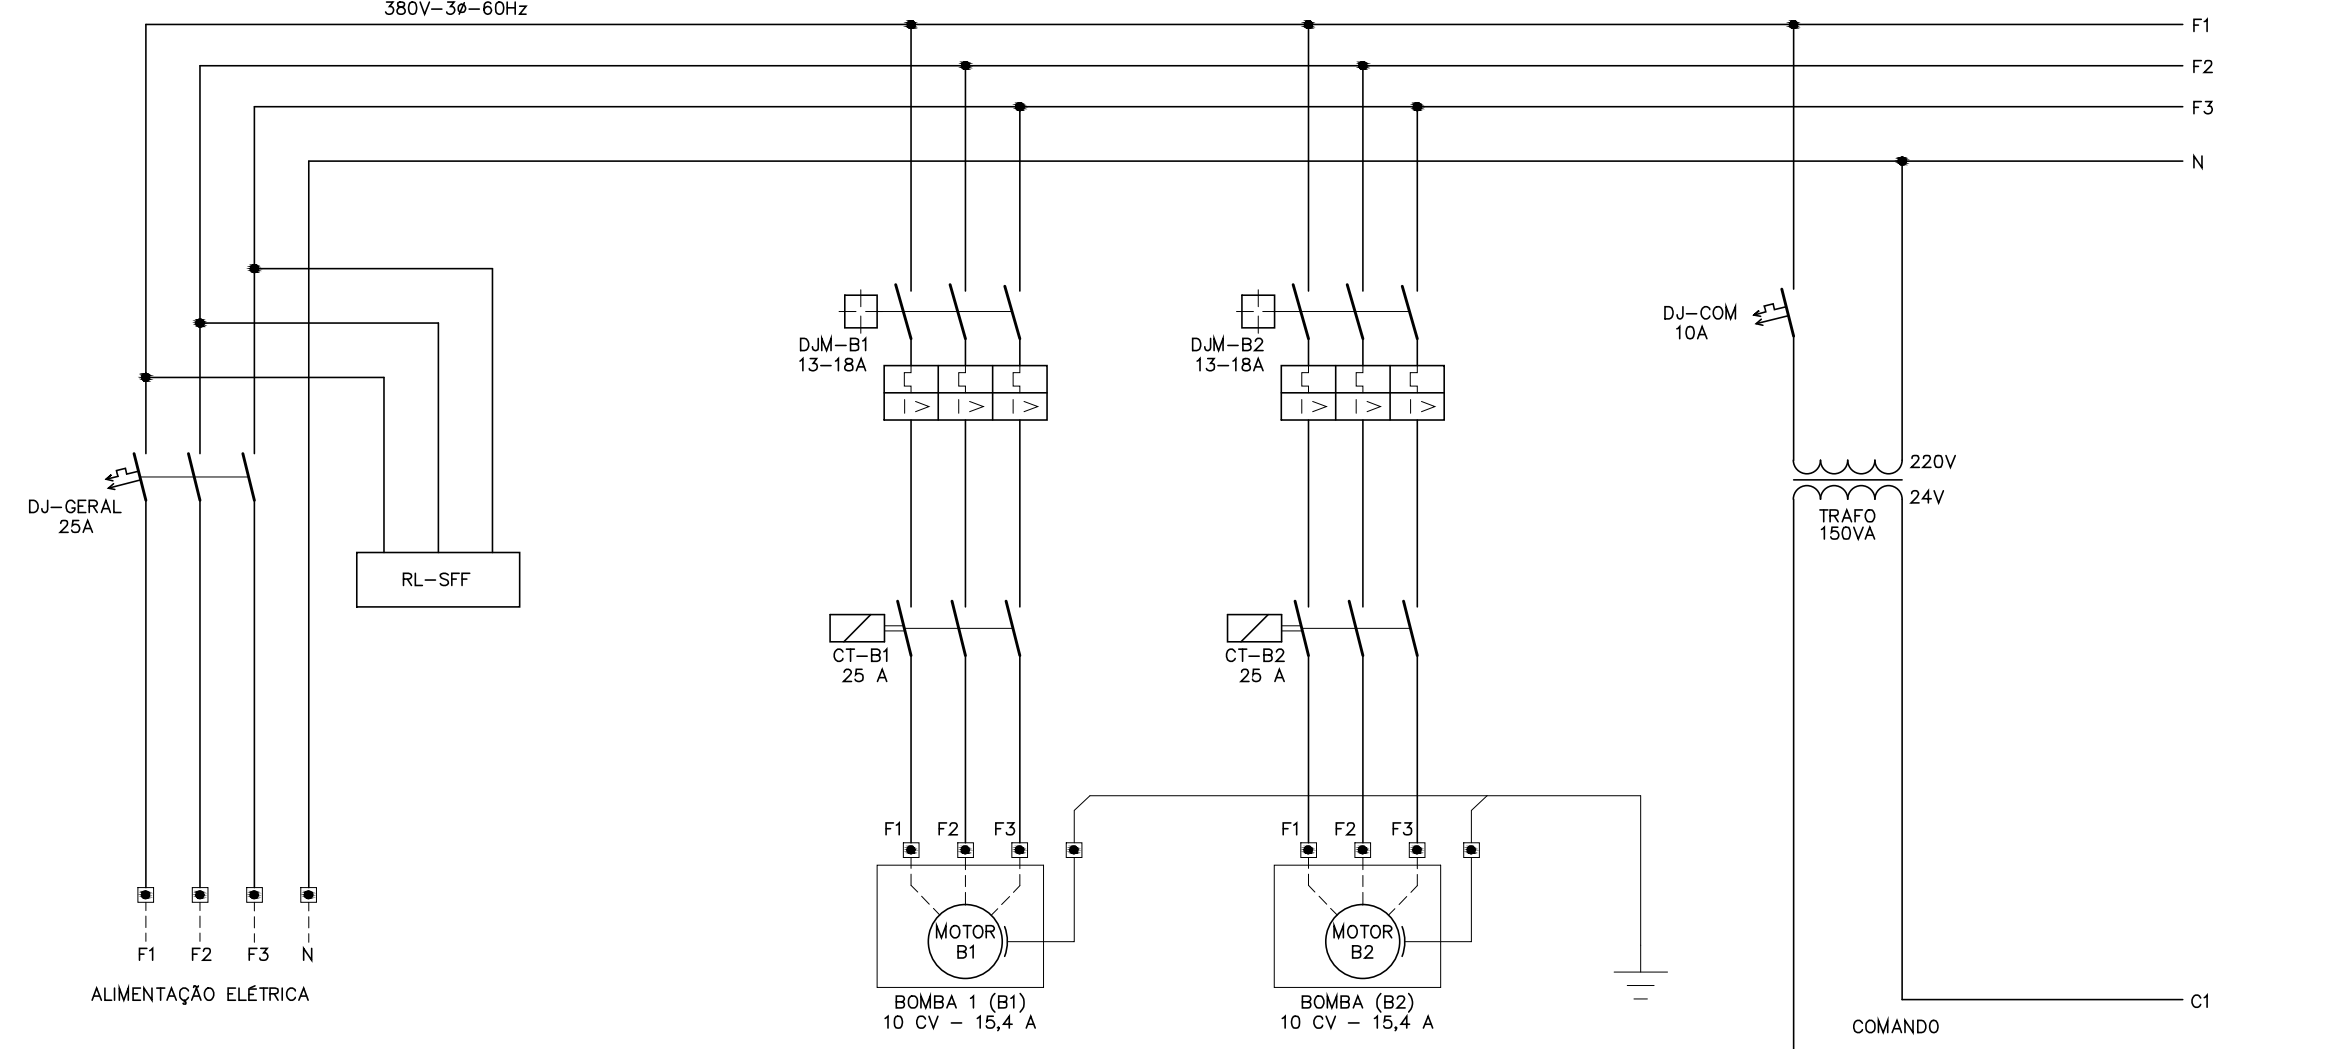 380V-3ø-60Hz
F1
F2
F3
N
DJM-B1
13-18A
I >
I >
I >
DJM-B2
13-18A
I >
I >
I >
DJ-COM
10A
220V
24V
TRAFO
150VA
DJ-GERAL
25A
RL-SFF
CT-B1
25 A
CT-B2
25 A
F1
F2
F3
F1
F2
F3
MOTOR
B1
MOTOR
B2
F1
F2
F3
N
ALIMENTAÇÃO ELÉTRICA
BOMBA 1 (B1)
10 CV - 15,4 A
BOMBA (B2)
10 CV - 15,4 A
C1
COMANDO